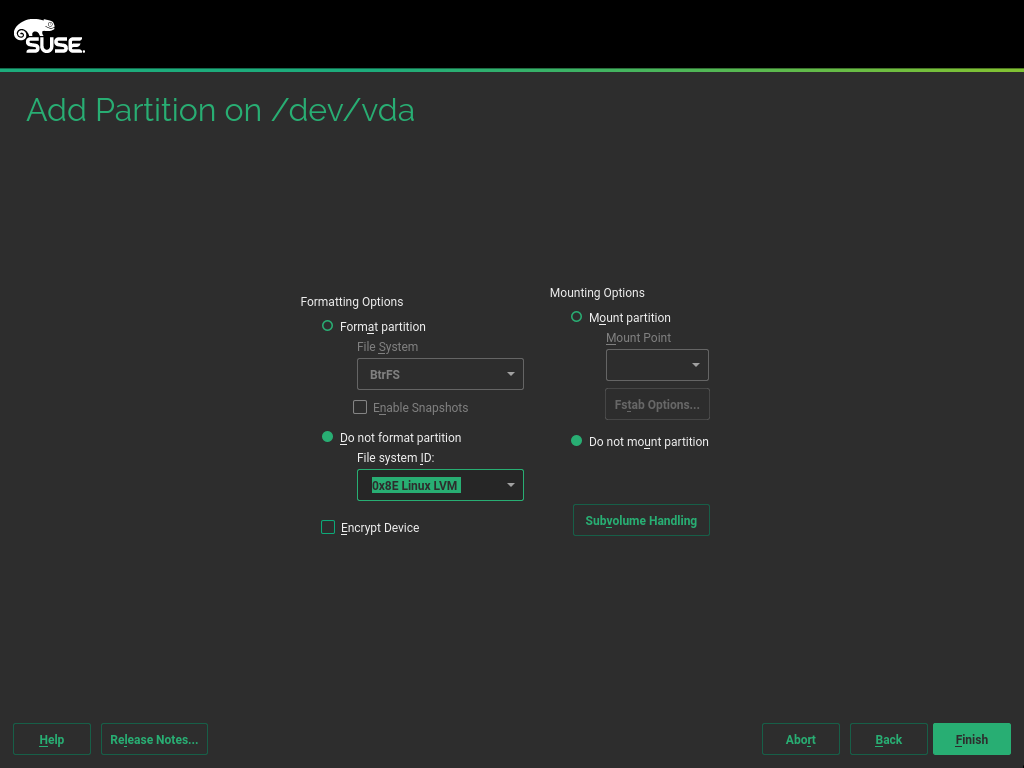 SUSE
Add Partition on /dev/vda
Formatting Options
Format partition
File System
BtrFS
Enable Snapshots
Do not format partition
File system ID:
0x8E Linux LVM
Encrypt Device
Mounting Options
Mount partition
Mount Point
Fstab Options...
Do not mount partition
Subvolume Handling
Help
Release Notes...
Abort
Back
Finish